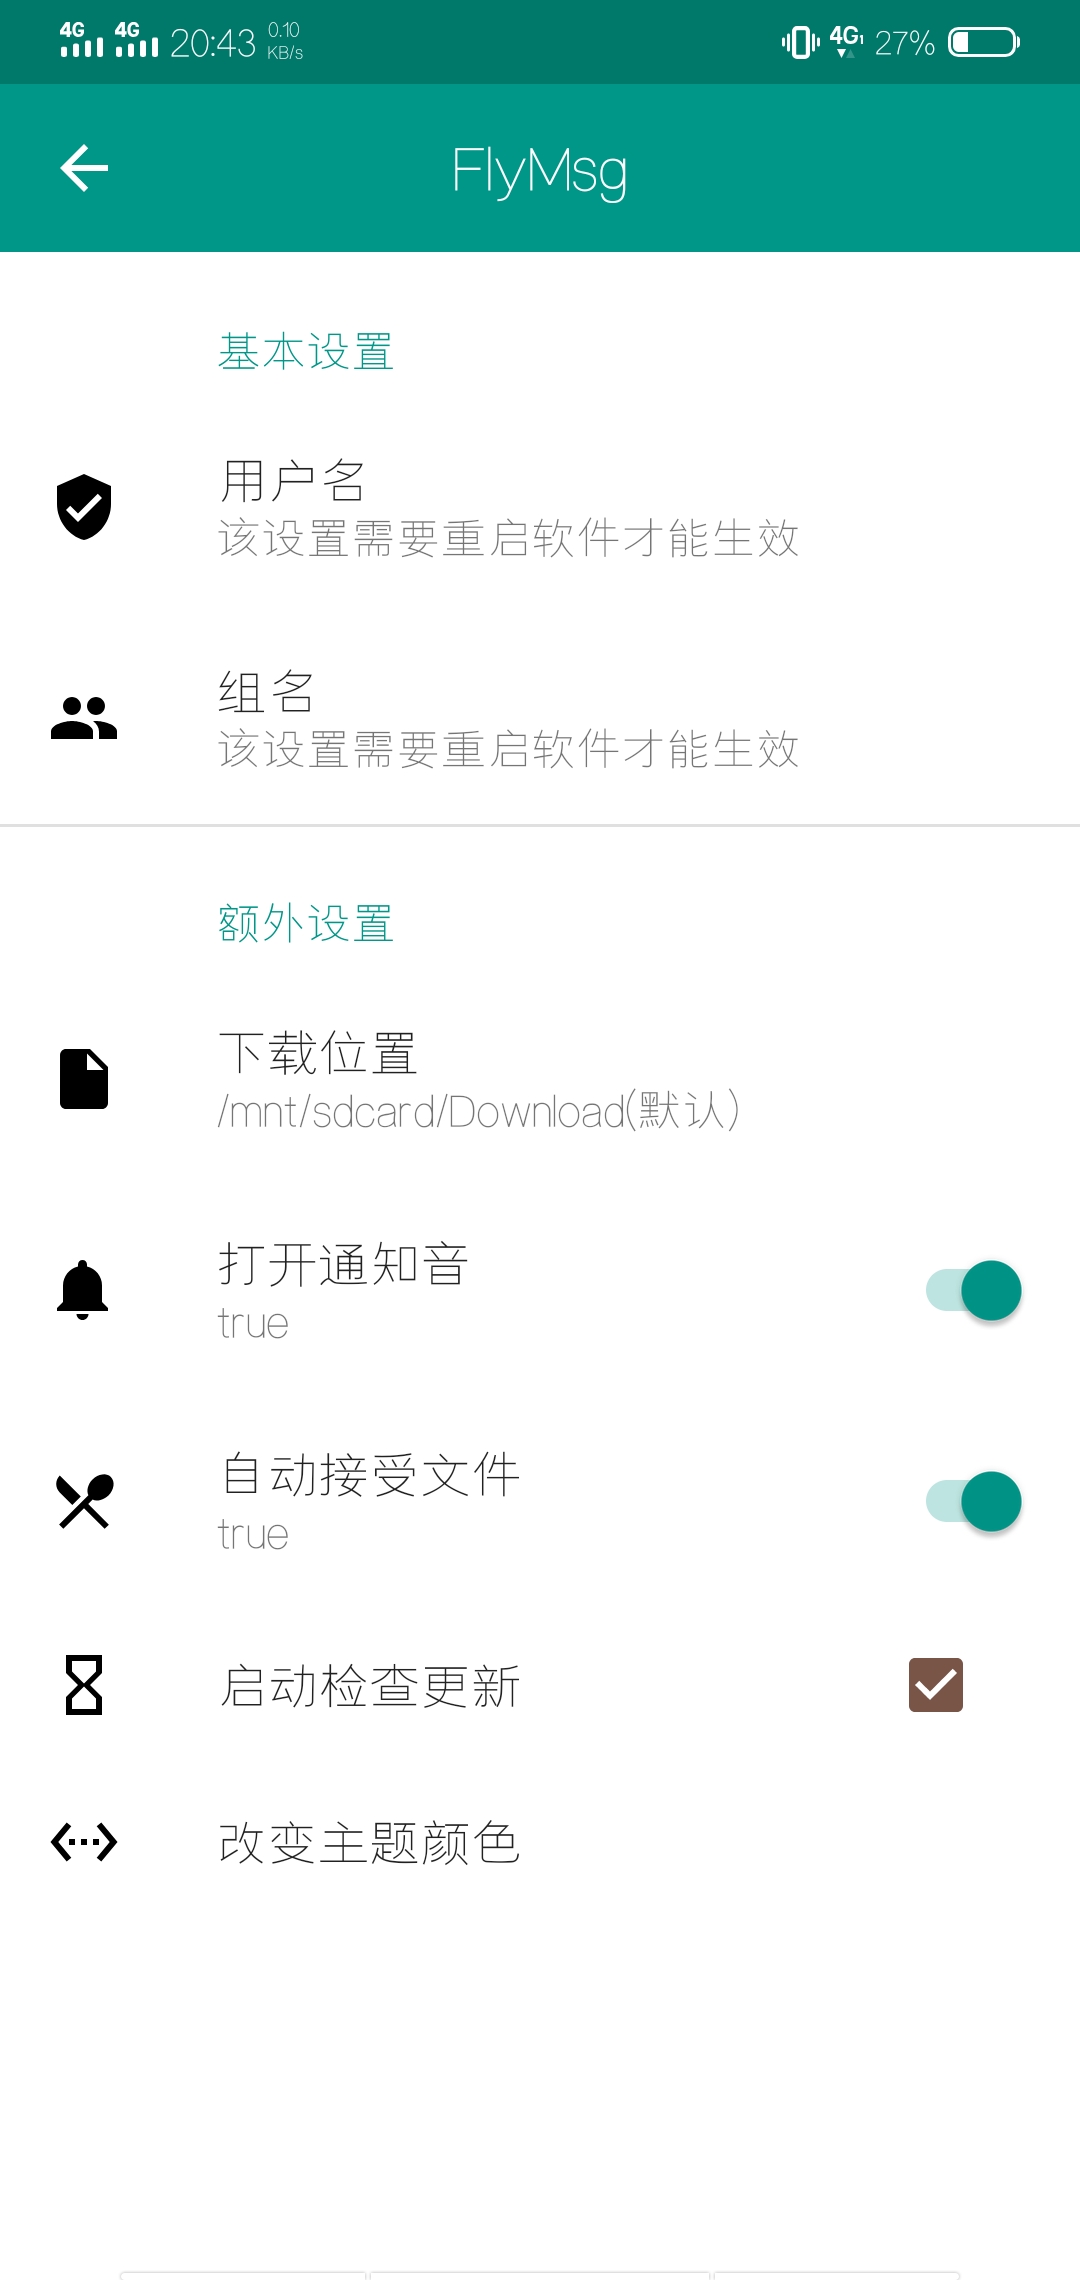 4G 4G 20:43 0.10 KB/s 4G1 27%
FlyMsg
基本设置
用户名
该设置需要重启软件才能生效
组名
该设置需要重启软件才能生效
额外设置
下载位置
/mnt/sdcard/Download(默认)
打开通知音
true
自动接受文件
true
启动检查更新
改变主题颜色